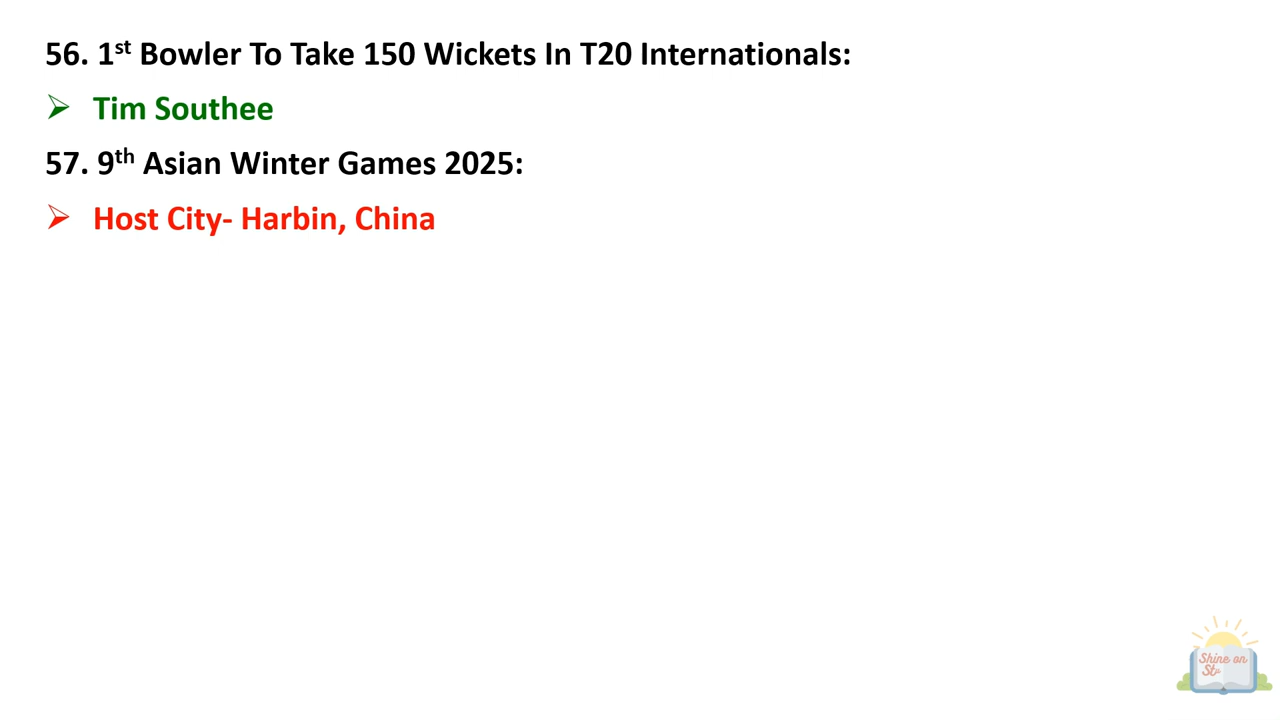 56. 1st Bowler To Take 150 Wickets In T20 Internationals:
➢ Tim Southee
57. 9th Asian Winter Games 2025:
➢ Host City- Harbin, China
Shine on